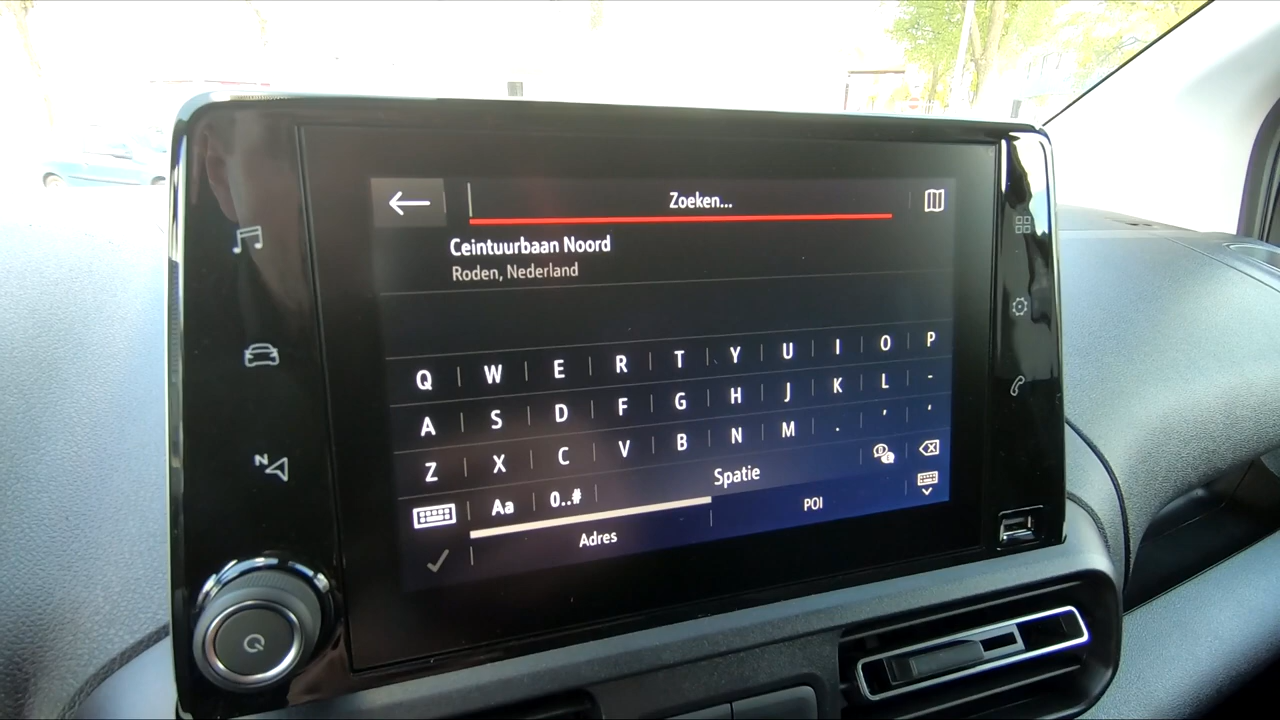 Zoeken...
Ceintuurbaan Noord
Roden, Nederland
Q W E R T Y U I O P
A S D F G H J K L -
Z X C V B N M . , '
Aa 0..# Spatie
Adres POI
N